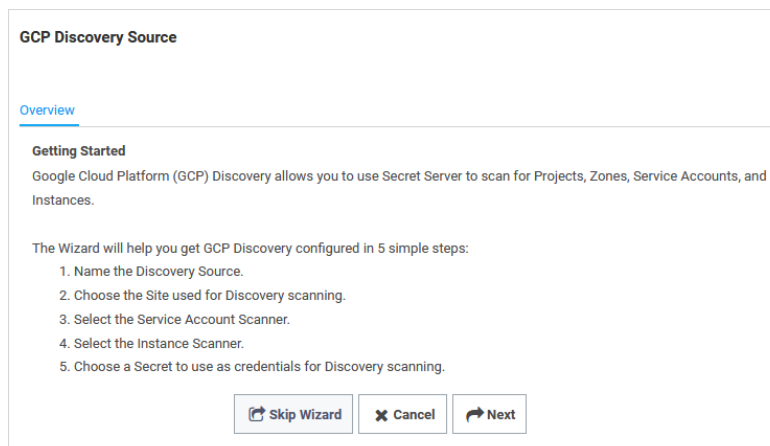 GCP Discovery Source
Overview
Getting Started
Google Cloud Platform (GCP) Discovery allows you to use Secret Server to scan for Projects, Zones, Service Accounts, and
Instances.
The Wizard will help you get GCP Discovery configured in 5 simple steps:
1. Name the Discovery Source.
2. Choose the Site used for Discovery scanning.
3. Select the Service Account Scanner.
4. Select the Instance Scanner.
5. Choose a Secret to use as credentials for Discovery scanning.
Skip Wizard Cancel Next